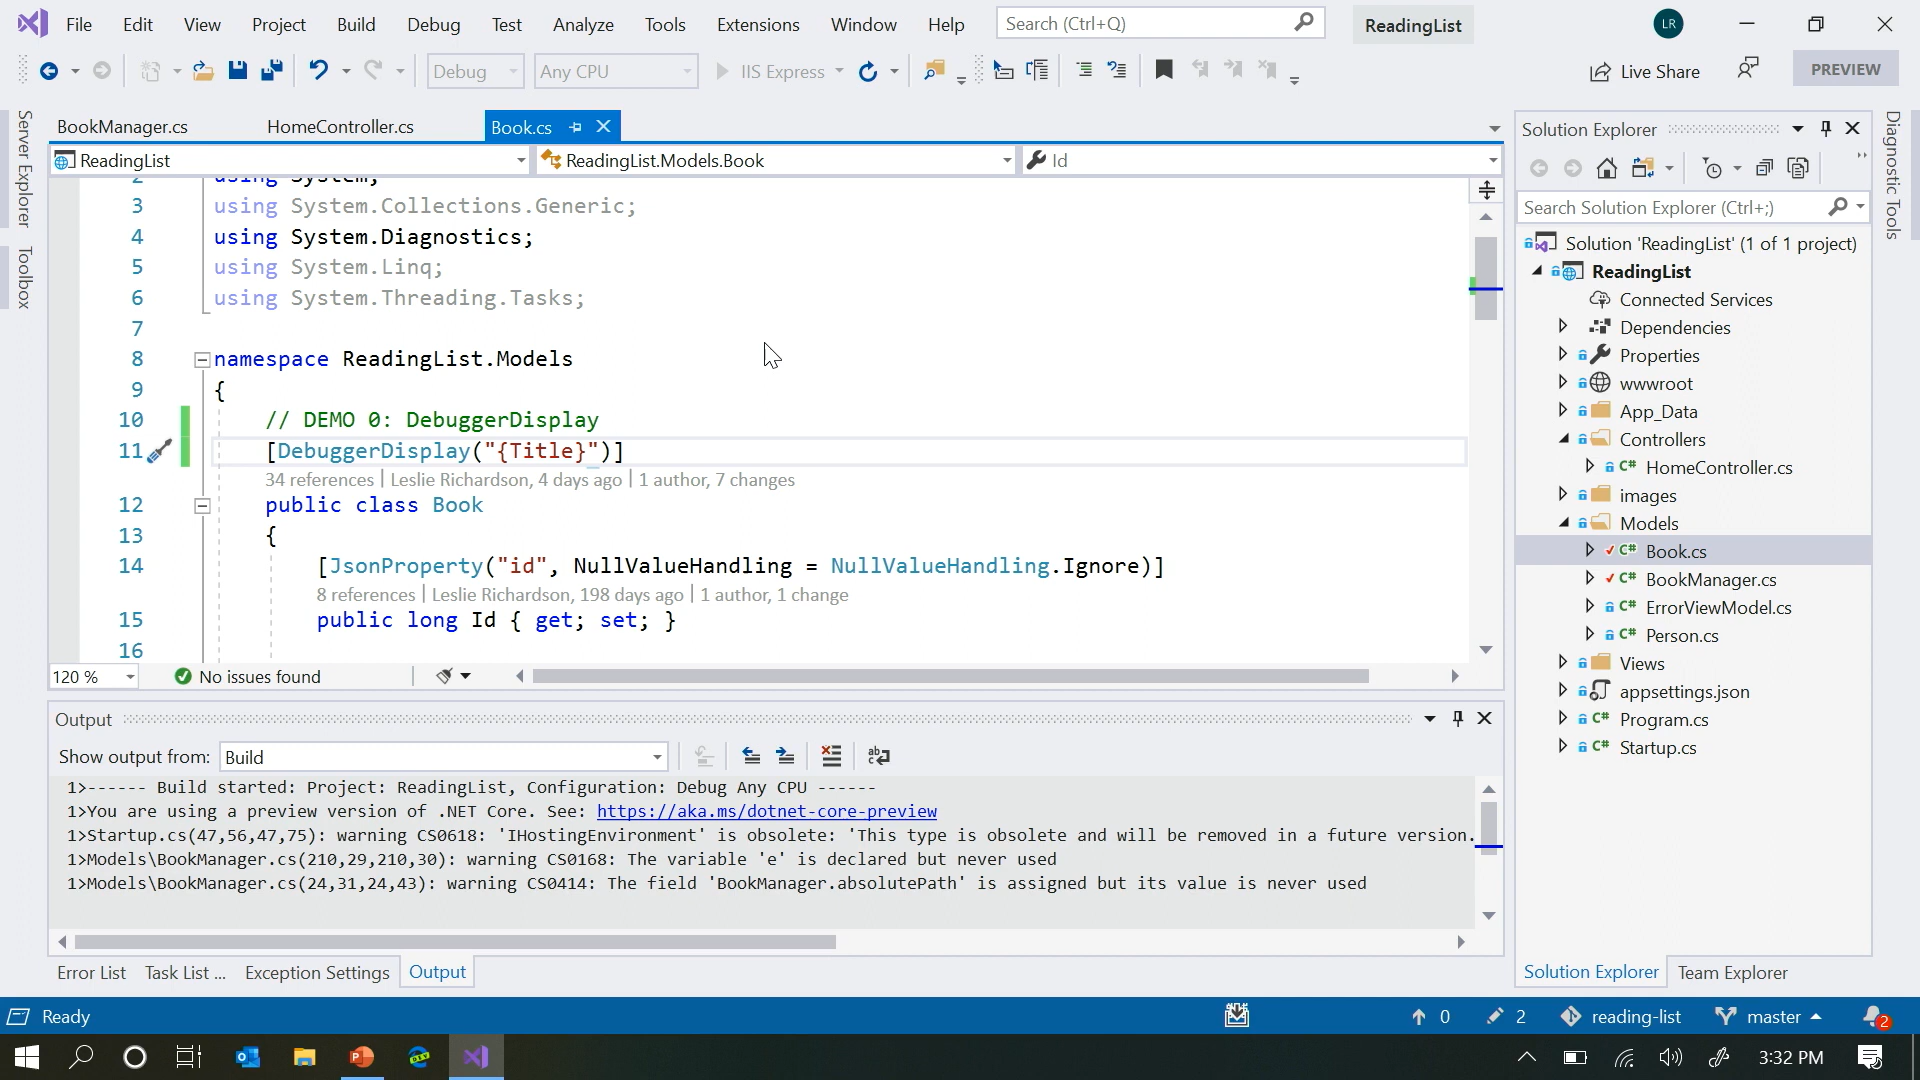 File Edit View Project Build Debug Test Analyze Tools Extensions Window Help Search (Ctrl+Q) ReadingList LR
Debug Any CPU IIS Express Live Share PREVIEW
Server Explorer
Toolbox
BookManager.cs HomeController.cs Book.cs
ReadingList ReadingList.Models.Book Id
2 using System;
3 using System.Collections.Generic;
4 using System.Diagnostics;
5 using System.Linq;
6 using System.Threading.Tasks;
7
8 namespace ReadingList.Models
9 {
10 // DEMO 0: DebuggerDisplay
11 [DebuggerDisplay("{Title}")]
34 references | Leslie Richardson, 4 days ago | 1 author, 7 changes
12 public class Book
13 {
14 [JsonProperty("id", NullValueHandling = NullValueHandling.Ignore)]
8 references | Leslie Richardson, 198 days ago | 1 author, 1 change
15 public long Id { get; set; }
16
120 % No issues found
Output
Show output from: Build
1>------ Build started: Project: ReadingList, Configuration: Debug Any CPU ------
1>You are using a preview version of .NET Core. See: https://aka.ms/dotnet-core-preview
1>Startup.cs(47,56,47,75): warning CS0618: 'IHostingEnvironment' is obsolete: 'This type is obsolete and will be removed in a future version.
1>Models\BookManager.cs(210,29,210,30): warning CS0168: The variable 'e' is declared but never used
1>Models\BookManager.cs(24,31,24,43): warning CS0414: The field 'BookManager.absolutePath' is assigned but its value is never used
Error List Task List ... Exception Settings Output
Solution Explorer
Search Solution Explorer (Ctrl+;)
Solution 'ReadingList' (1 of 1 project)
ReadingList
Connected Services
Dependencies
Properties
wwwroot
App_Data
Controllers
C# HomeController.cs
images
Models
C# Book.cs
C# BookManager.cs
C# ErrorViewModel.cs
C# Person.cs
Views
appsettings.json
C# Program.cs
C# Startup.cs
Solution Explorer Team Explorer
Diagnostic Tools
Ready 0 2 reading-list master 2
DEV 3:32 PM